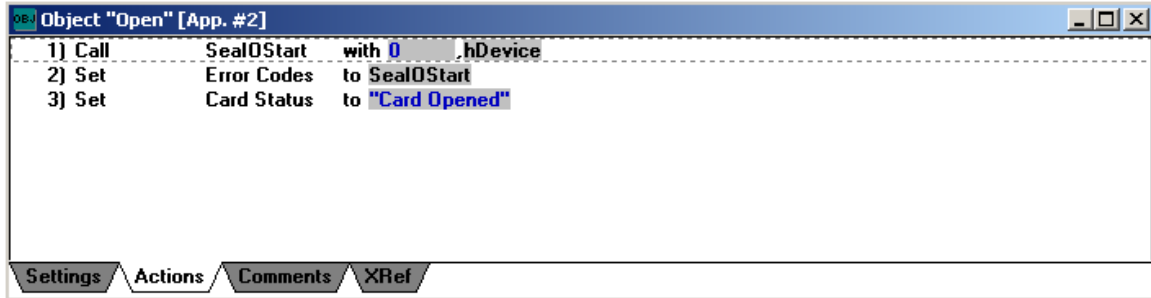 OBJ Object "Open" [App. #2]
1) Call SealOStart with 0 ,hDevice
2) Set Error Codes to SealOStart
3) Set Card Status to "Card Opened"
Settings Actions Comments XRef